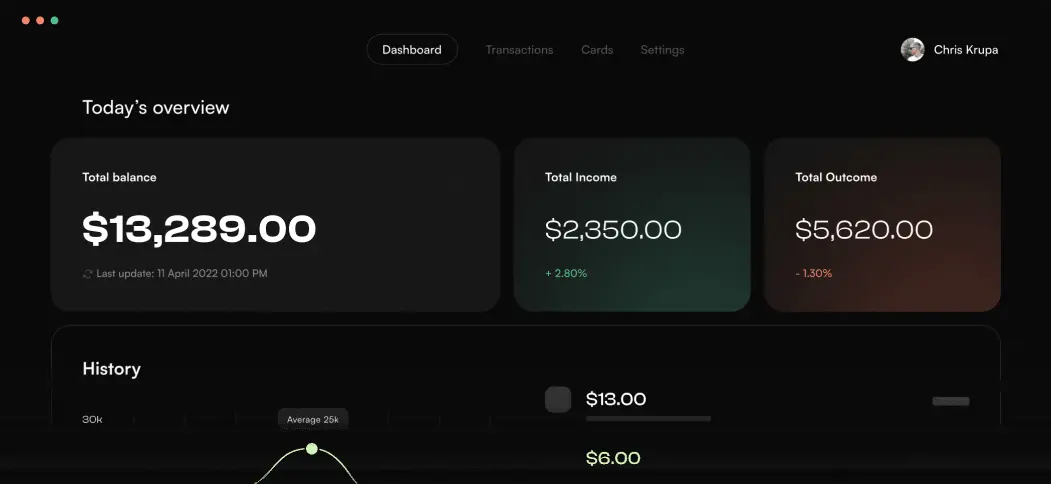 Dashboard
Transactions
Cards
Settings
Chris Krupa
Today’s overview
Total balance
$13,289.00
Last update: 11 April 2022 01:00 PM
Total Income
$2,350.00
+ 2.80%
Total Outcome
$5,620.00
- 1.30%
History
30k
Average 25k
$13.00
$6.00